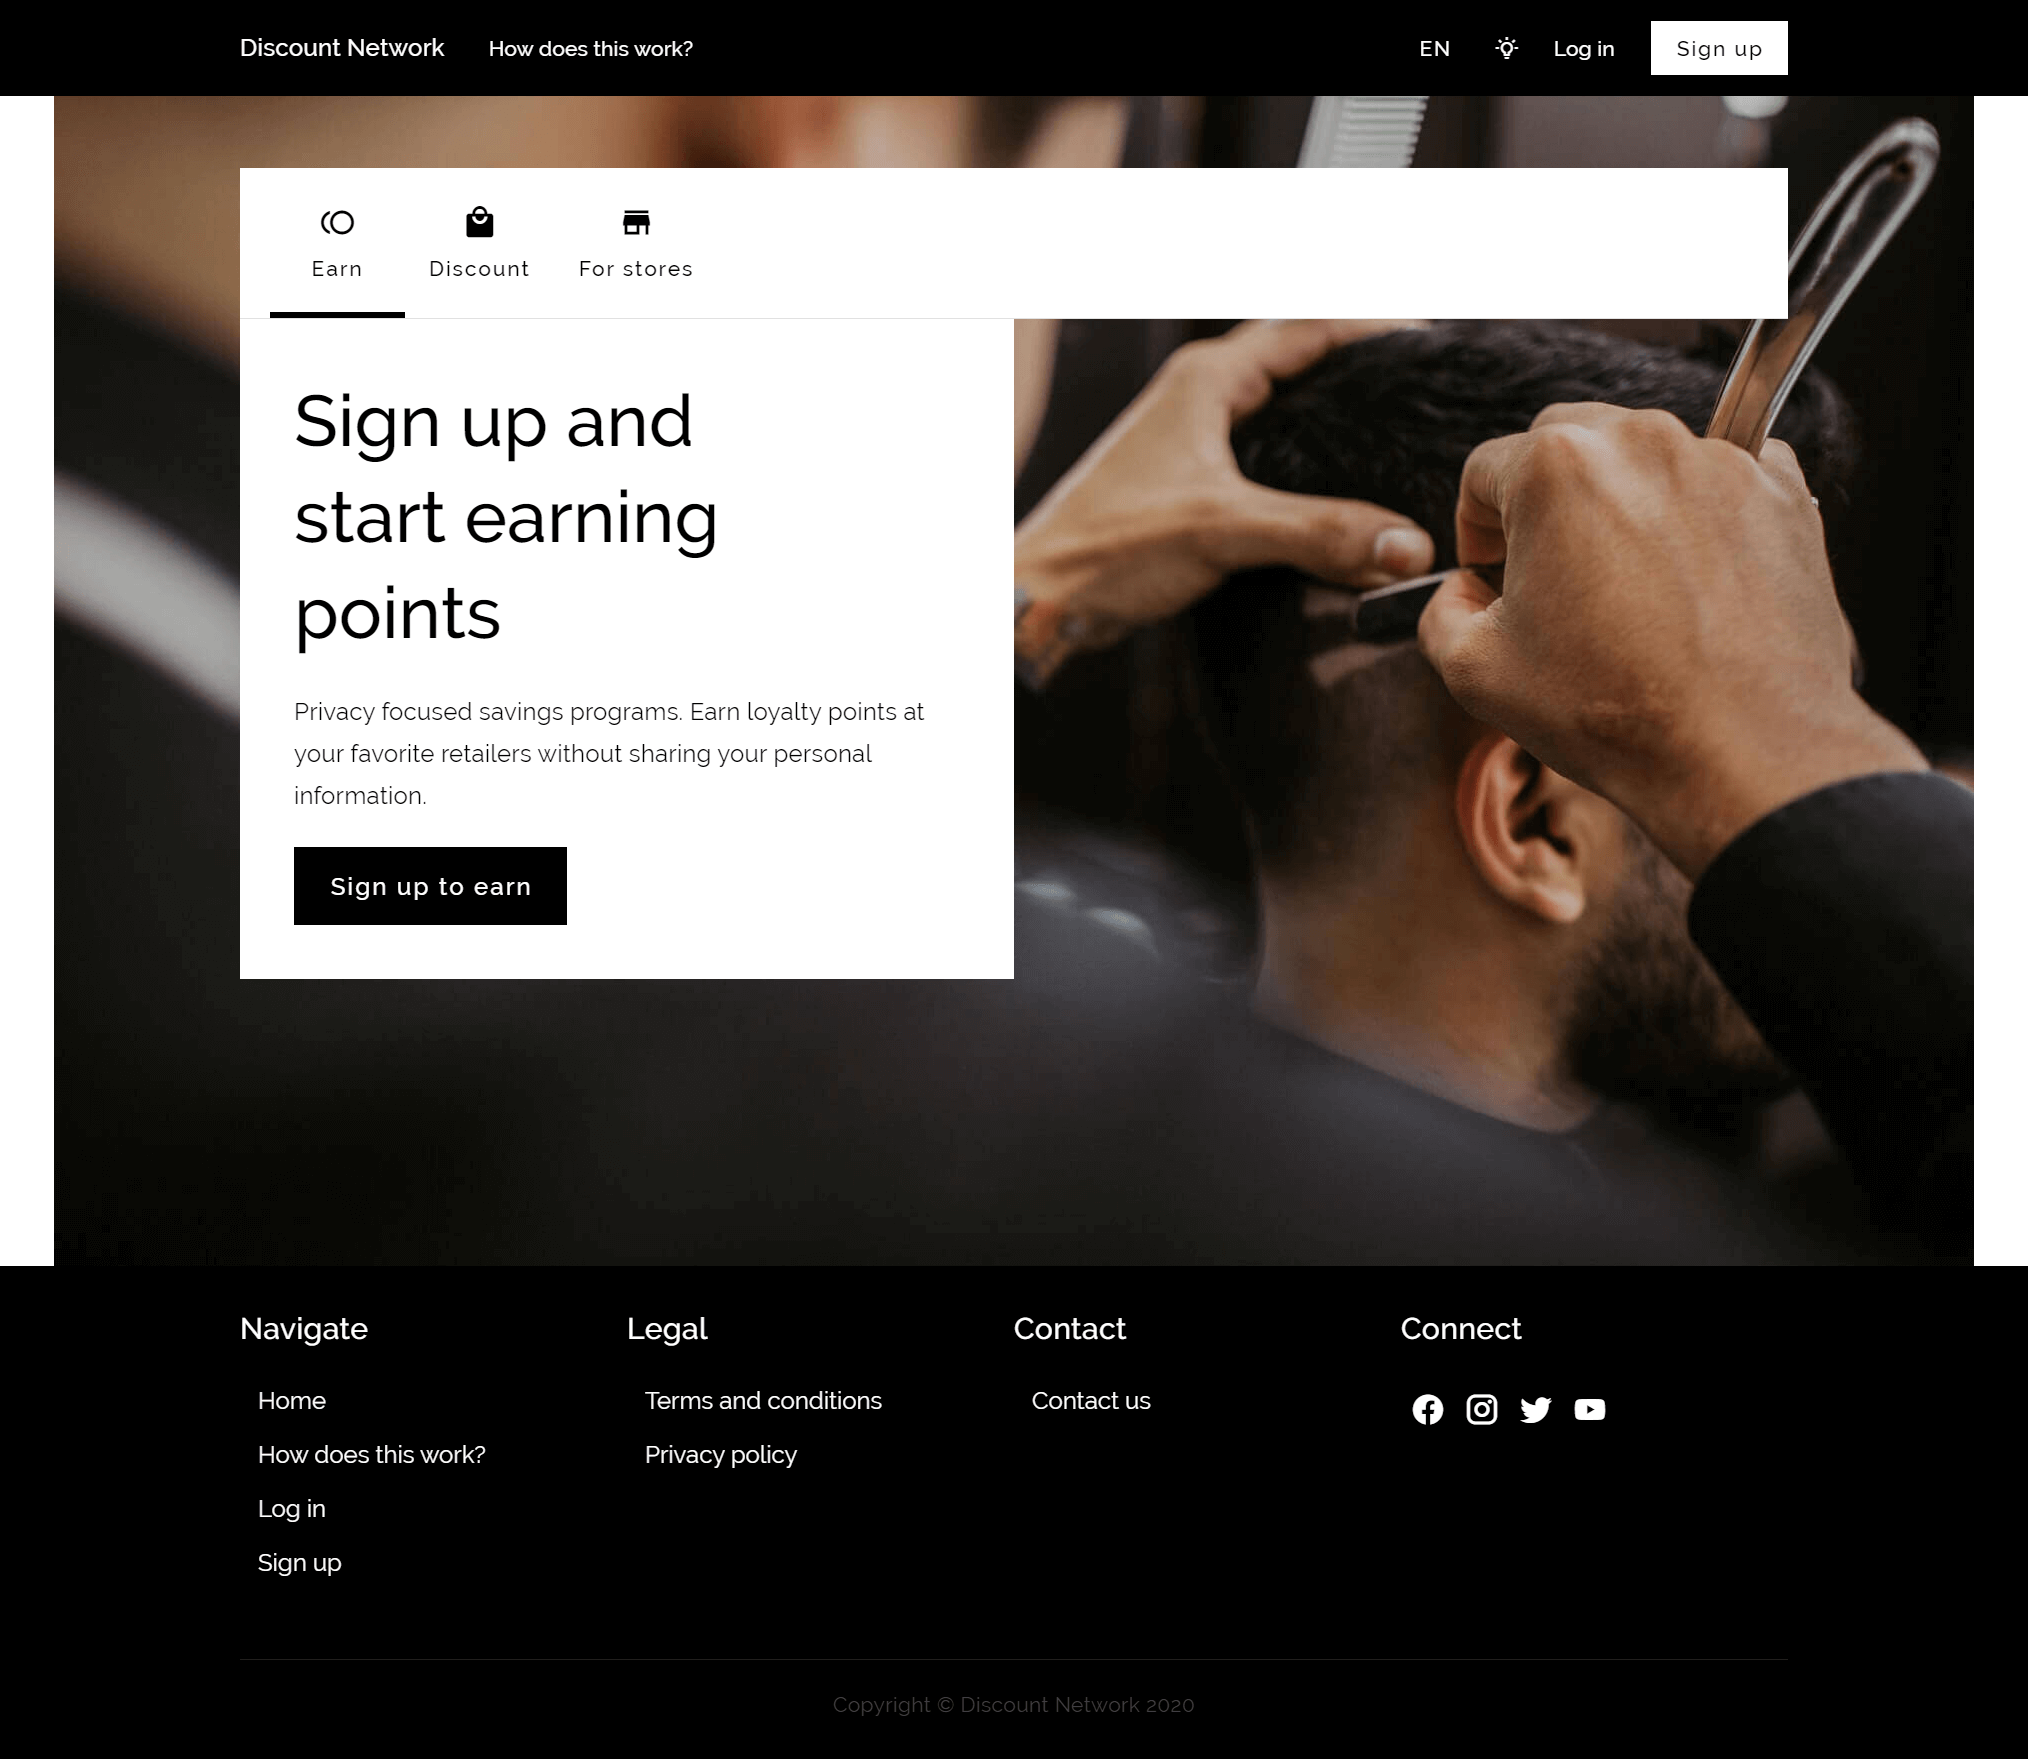 Discount Network
How does this work?
EN
Log in
Sign up
Earn
Discount
For stores
Sign up and
start earning
points
Privacy focused savings programs. Earn loyalty points at
your favorite retailers without sharing your personal
information.
Sign up to earn
Navigate
Home
How does this work?
Log in
Sign up
Legal
Terms and conditions
Privacy policy
Contact
Contact us
Connect
Copyright © Discount Network 2020